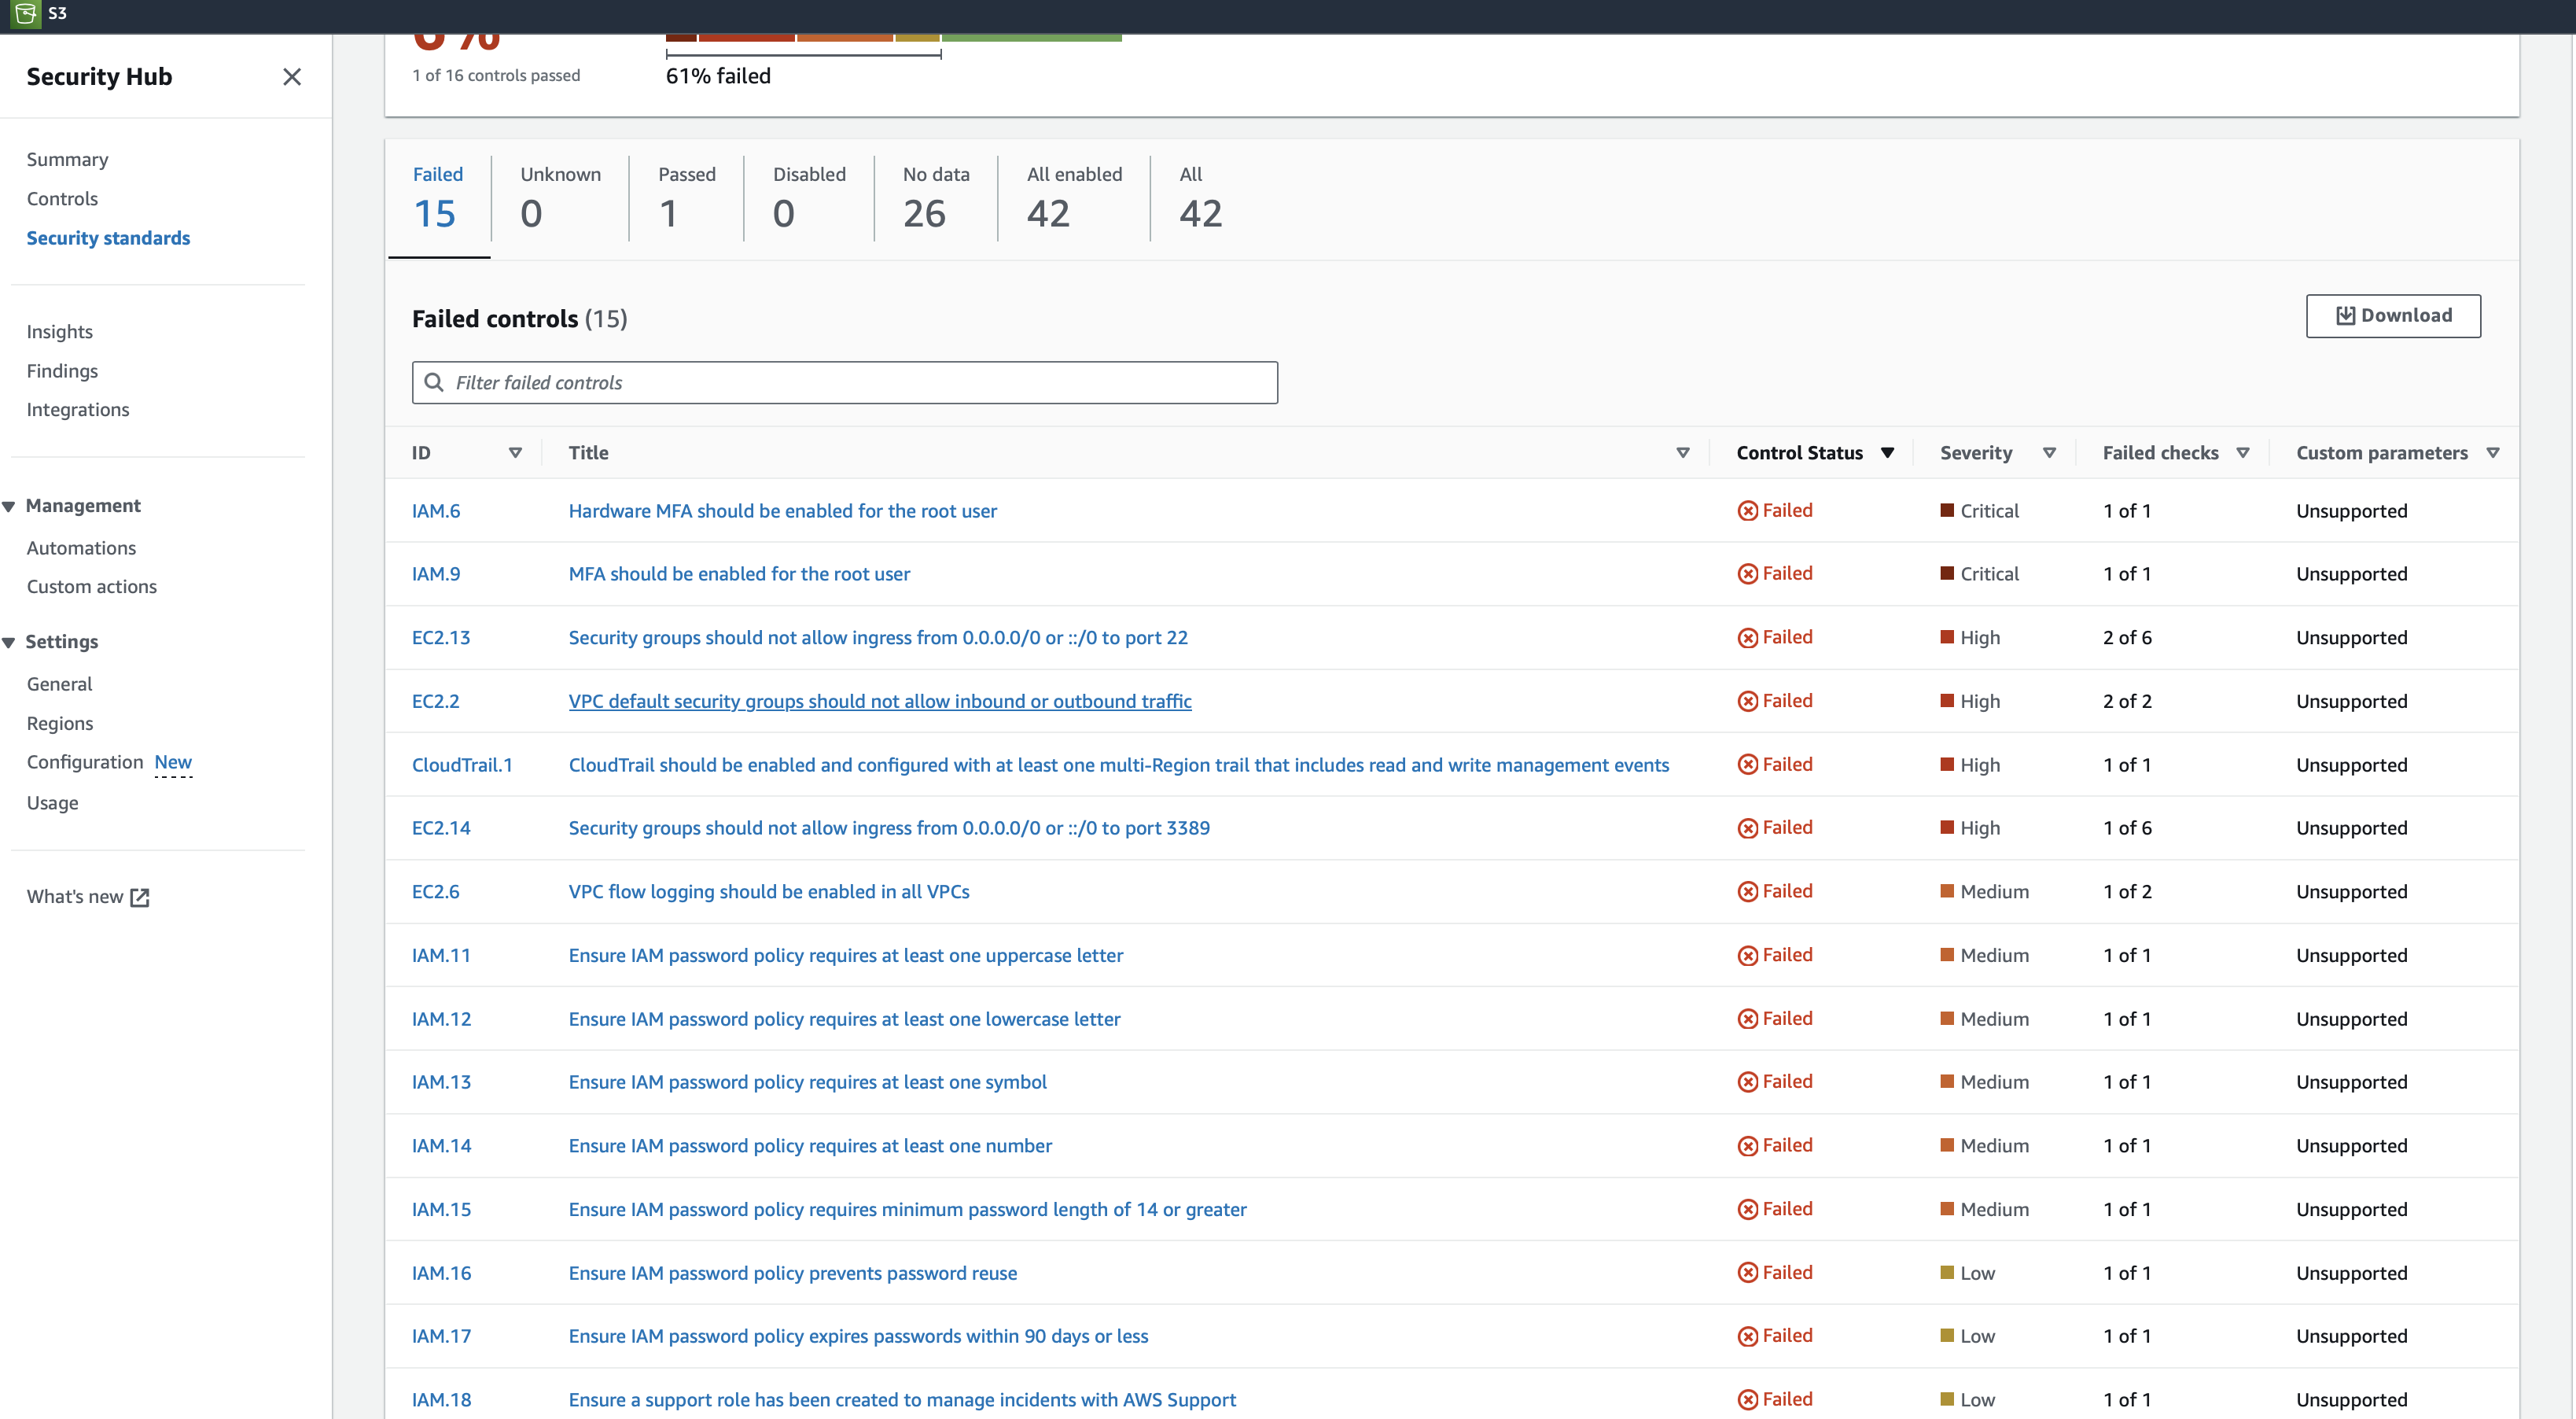 S3
Security Hub
Summary
Controls
Security standards
Insights
Findings
Integrations
Management
Automations
Custom actions
Settings
General
Regions
Configuration New
Usage
What's new
1 of 16 controls passed
61% failed
Failed Unknown Passed Disabled No data All enabled All
15 0 1 0 26 42 42
Failed controls (15)
Download
Filter failed controls
ID Title Control Status Severity Failed checks Custom parameters
IAM.6 Hardware MFA should be enabled for the root user Failed Critical 1 of 1 Unsupported
IAM.9 MFA should be enabled for the root user Failed Critical 1 of 1 Unsupported
EC2.13 Security groups should not allow ingress from 0.0.0.0/0 or ::/0 to port 22 Failed High 2 of 6 Unsupported
EC2.2 VPC default security groups should not allow inbound or outbound traffic Failed High 2 of 2 Unsupported
CloudTrail.1 CloudTrail should be enabled and configured with at least one multi-Region trail that includes read and write management events Failed High 1 of 1 Unsupported
EC2.14 Security groups should not allow ingress from 0.0.0.0/0 or ::/0 to port 3389 Failed High 1 of 6 Unsupported
EC2.6 VPC flow logging should be enabled in all VPCs Failed Medium 1 of 2 Unsupported
IAM.11 Ensure IAM password policy requires at least one uppercase letter Failed Medium 1 of 1 Unsupported
IAM.12 Ensure IAM password policy requires at least one lowercase letter Failed Medium 1 of 1 Unsupported
IAM.13 Ensure IAM password policy requires at least one symbol Failed Medium 1 of 1 Unsupported
IAM.14 Ensure IAM password policy requires at least one number Failed Medium 1 of 1 Unsupported
IAM.15 Ensure IAM password policy requires minimum password length of 14 or greater Failed Medium 1 of 1 Unsupported
IAM.16 Ensure IAM password policy prevents password reuse Failed Low 1 of 1 Unsupported
IAM.17 Ensure IAM password policy expires passwords within 90 days or less Failed Low 1 of 1 Unsupported
IAM.18 Ensure a support role has been created to manage incidents with AWS Support Failed Low 1 of 1 Unsupported